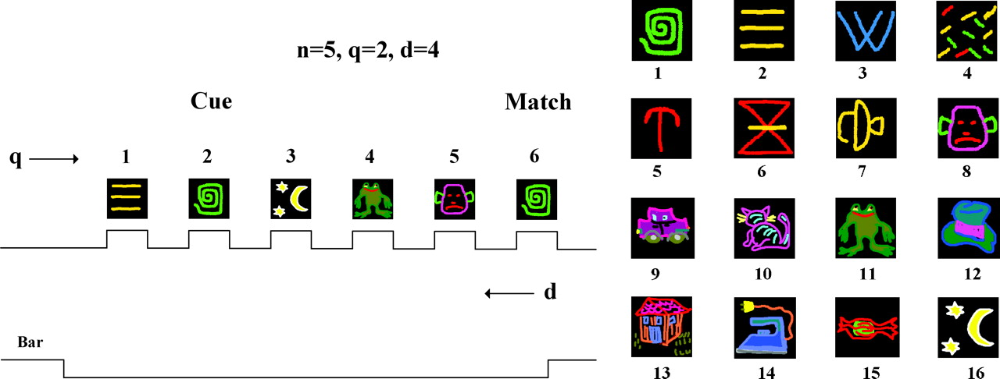 n=5, q=2, d=4
Cue Match
q 1 2 3 4 5 6
d
Bar
1 2 3 4
5 6 7 8
9 10 11 12
13 14 15 16